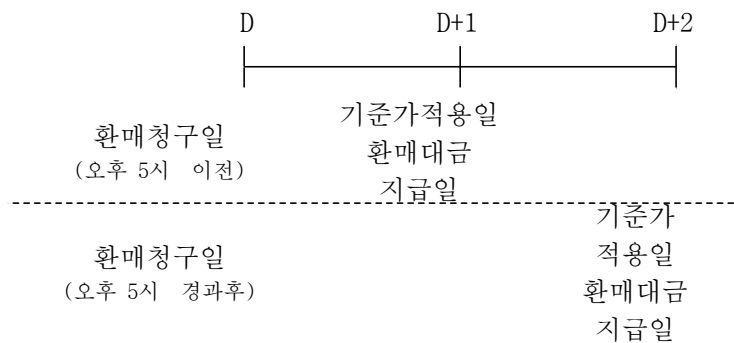 D D+1 D+2
환매청구일
(오후 5시 이전)
기준가적용일
환매대금
지급일
환매청구일
(오후 5시 경과후)
기준가
적용일
환매대금
지급일